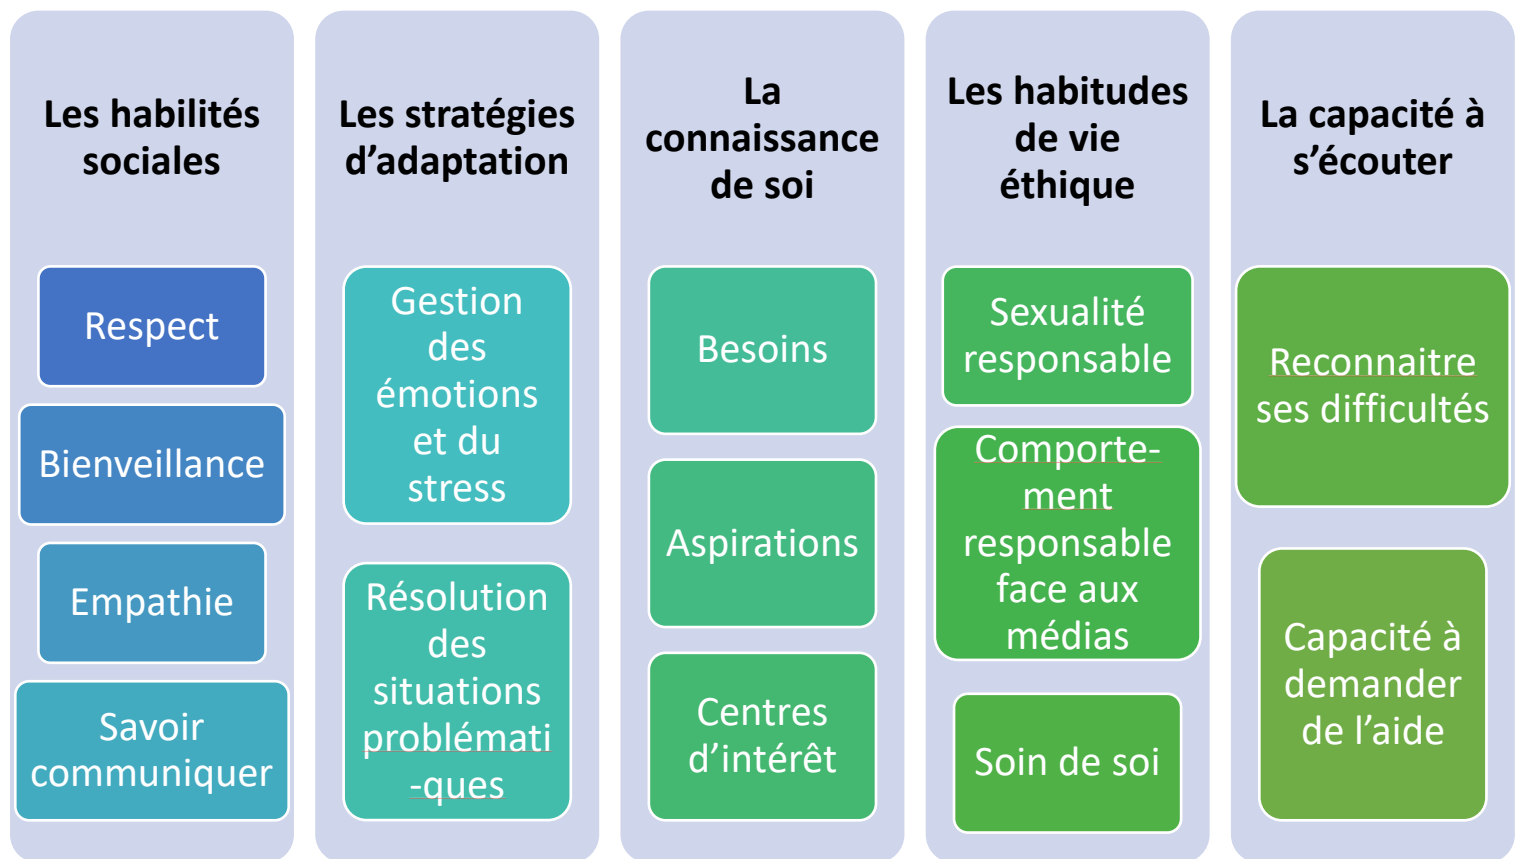 Les habilités
sociales
Respect
Bienveillance
Empathie
Savoir
communiquer
Les stratégies
d’adaptation
Gestion
des
émotions
et du
stress
Résolution
des
situations
problémati
-ques
La
connaissance
de soi
Besoins
Aspirations
Centres
d’intérêt
Les habitudes
de vie
éthique
Sexualité
responsable
Comporte-
ment
responsable
face aux
médias
Soin de soi
La capacité à
s’écouter
Reconnaitre
ses difficultés
Capacité à
demander
de l’aide